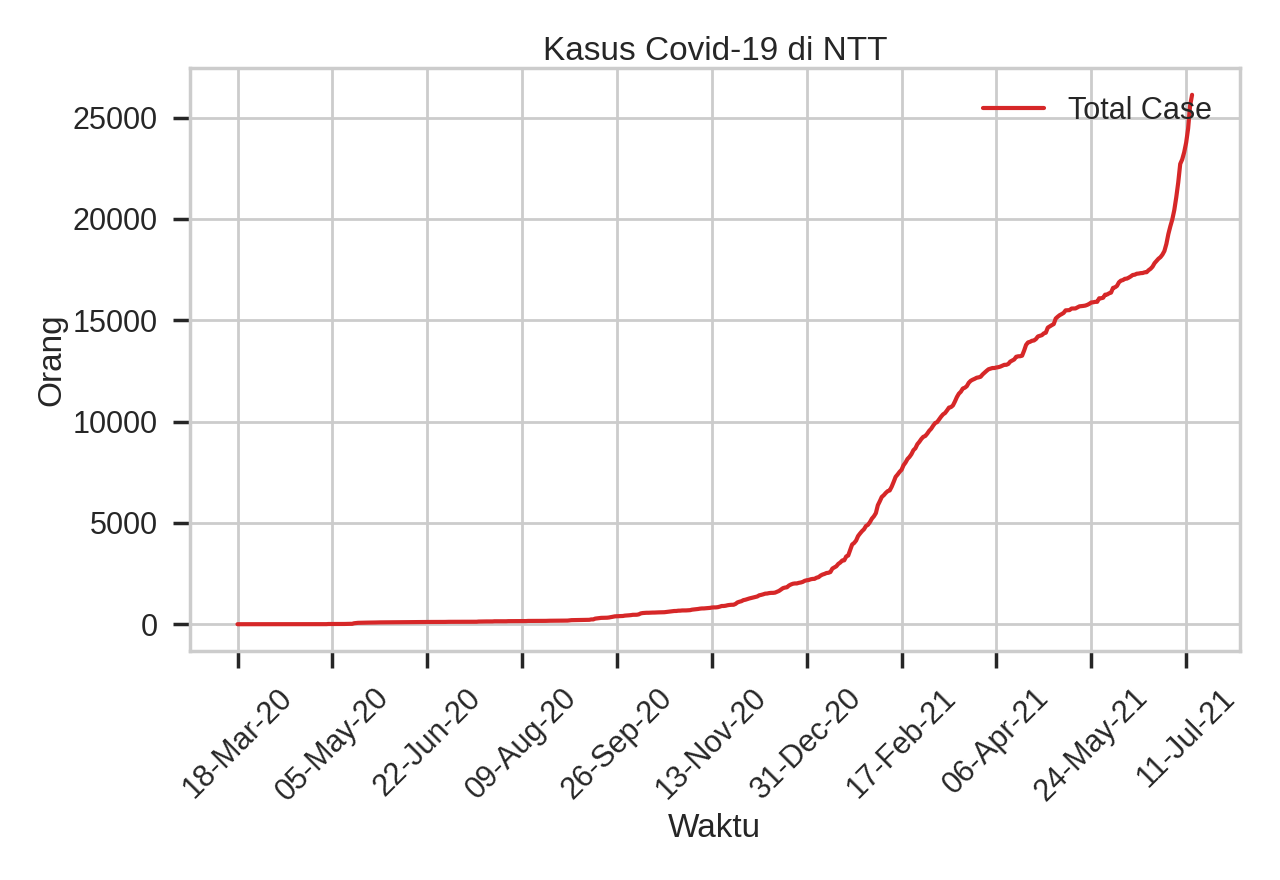 Kasus Covid-19 di NTT
Total Case
25000
20000
15000
10000
5000
0
Orang
18-Mar-20
05-May-20
22-Jun-20
09-Aug-20
26-Sep-20
13-Nov-20
31-Dec-20
17-Feb-21
06-Apr-21
24-May-21
11-Jul-21
Waktu